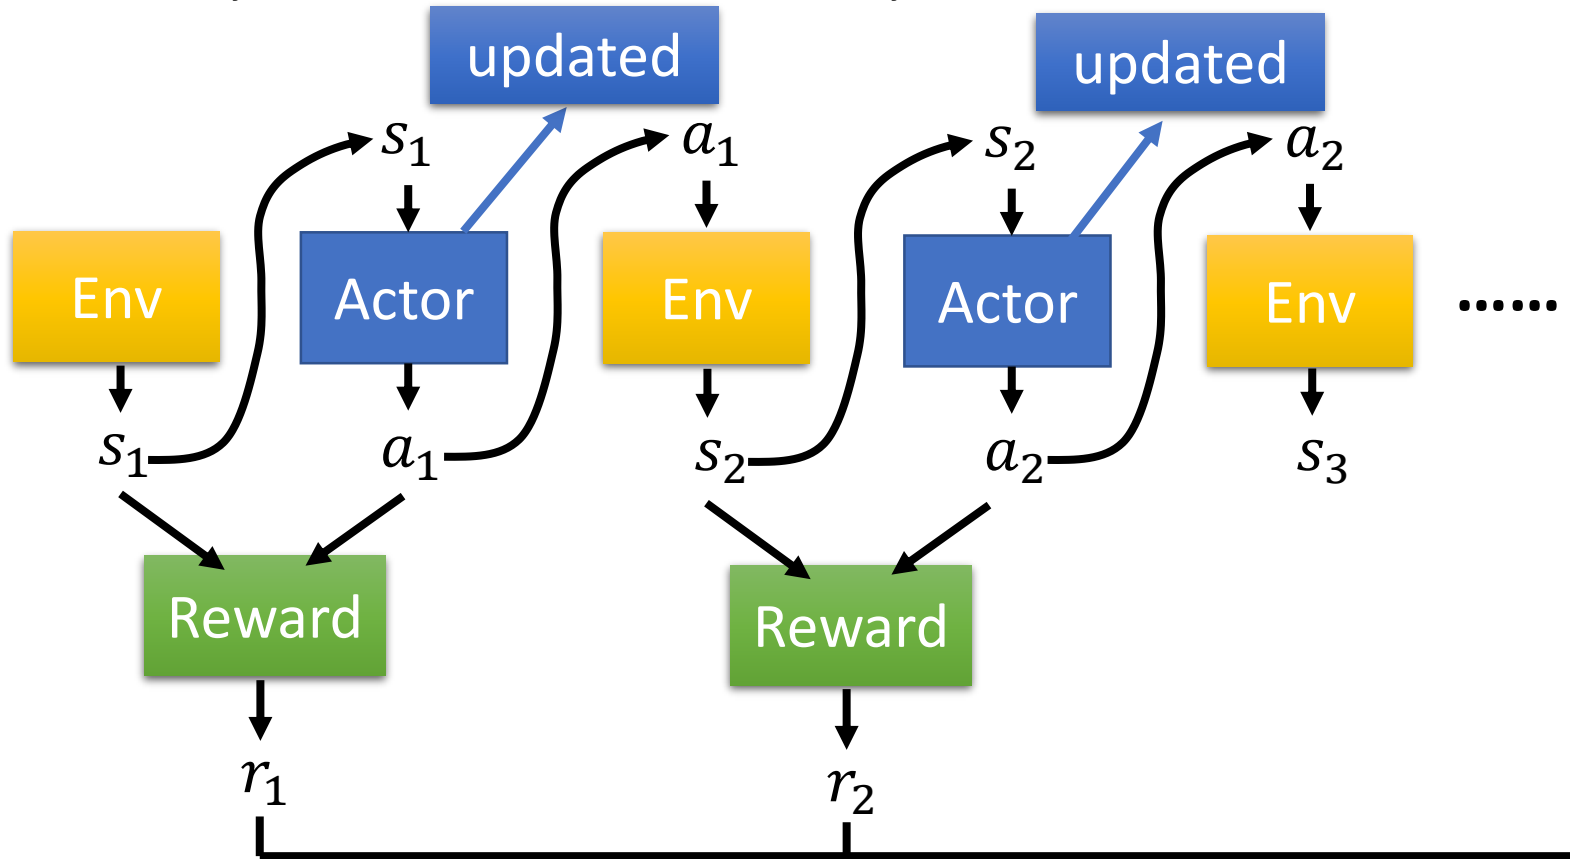 updated
updated
s₁
a₁
s₂
a₂
Env
Actor
Env
Actor
Env
......
s₁
a₁
s₂
a₂
s₃
Reward
Reward
r₁
r₂